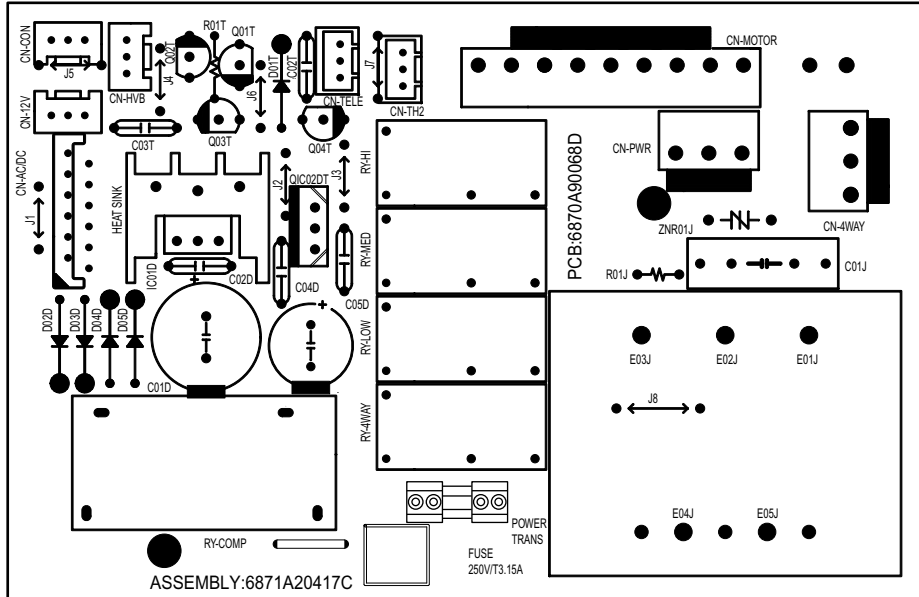 CN-CON
J5
CN-HVB
J4
Q02T
R01T
Q01T
J6
D01T
C02T
CN-TELE
J7
CN-TH2
CN-MOTOR
CN-12V
C03T
Q03T
Q04T
CN-PWR
CN-4WAY
CN-AC/DC
J1
HEAT SINK
J2
QIC02DT
J3
RY-HI
PCB:6870A90068D
ZNR01J
IC01D
C02D
C04D
C05D
RY-MED
R01J
C01J
D02D
D03D
D04D
D05D
C01D
+
+
RY-LOW
E03J
E02J
E01J
J8
RY-4WAY
RY-COMP
POWER
TRANS
FUSE
250V/T3.15A
E04J
E05J
ASSEMBLY:6871A20417C